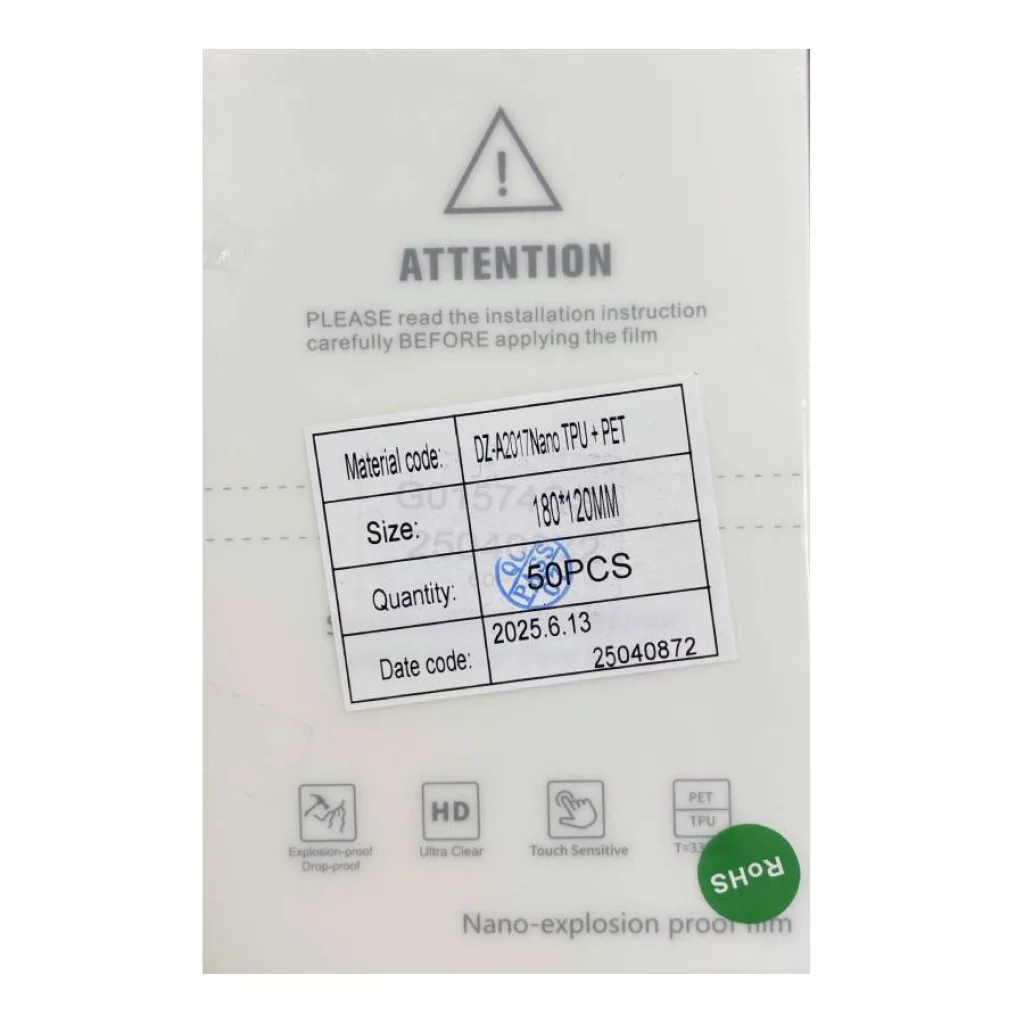 !
ATTENTION
PLEASE read the installation instruction
carefully BEFORE applying the film
Material code: DZ-A2017Nano TPU + PET
Size: 180*120MM
Quantity: 50PCS
QC PASS
Date code: 2025.6.13
25040872
HD
PET
TPU
Explosion-proof
Drop-proof
Ultra Clear
Touch Sensitive
RoHS
Nano-explosion proof film